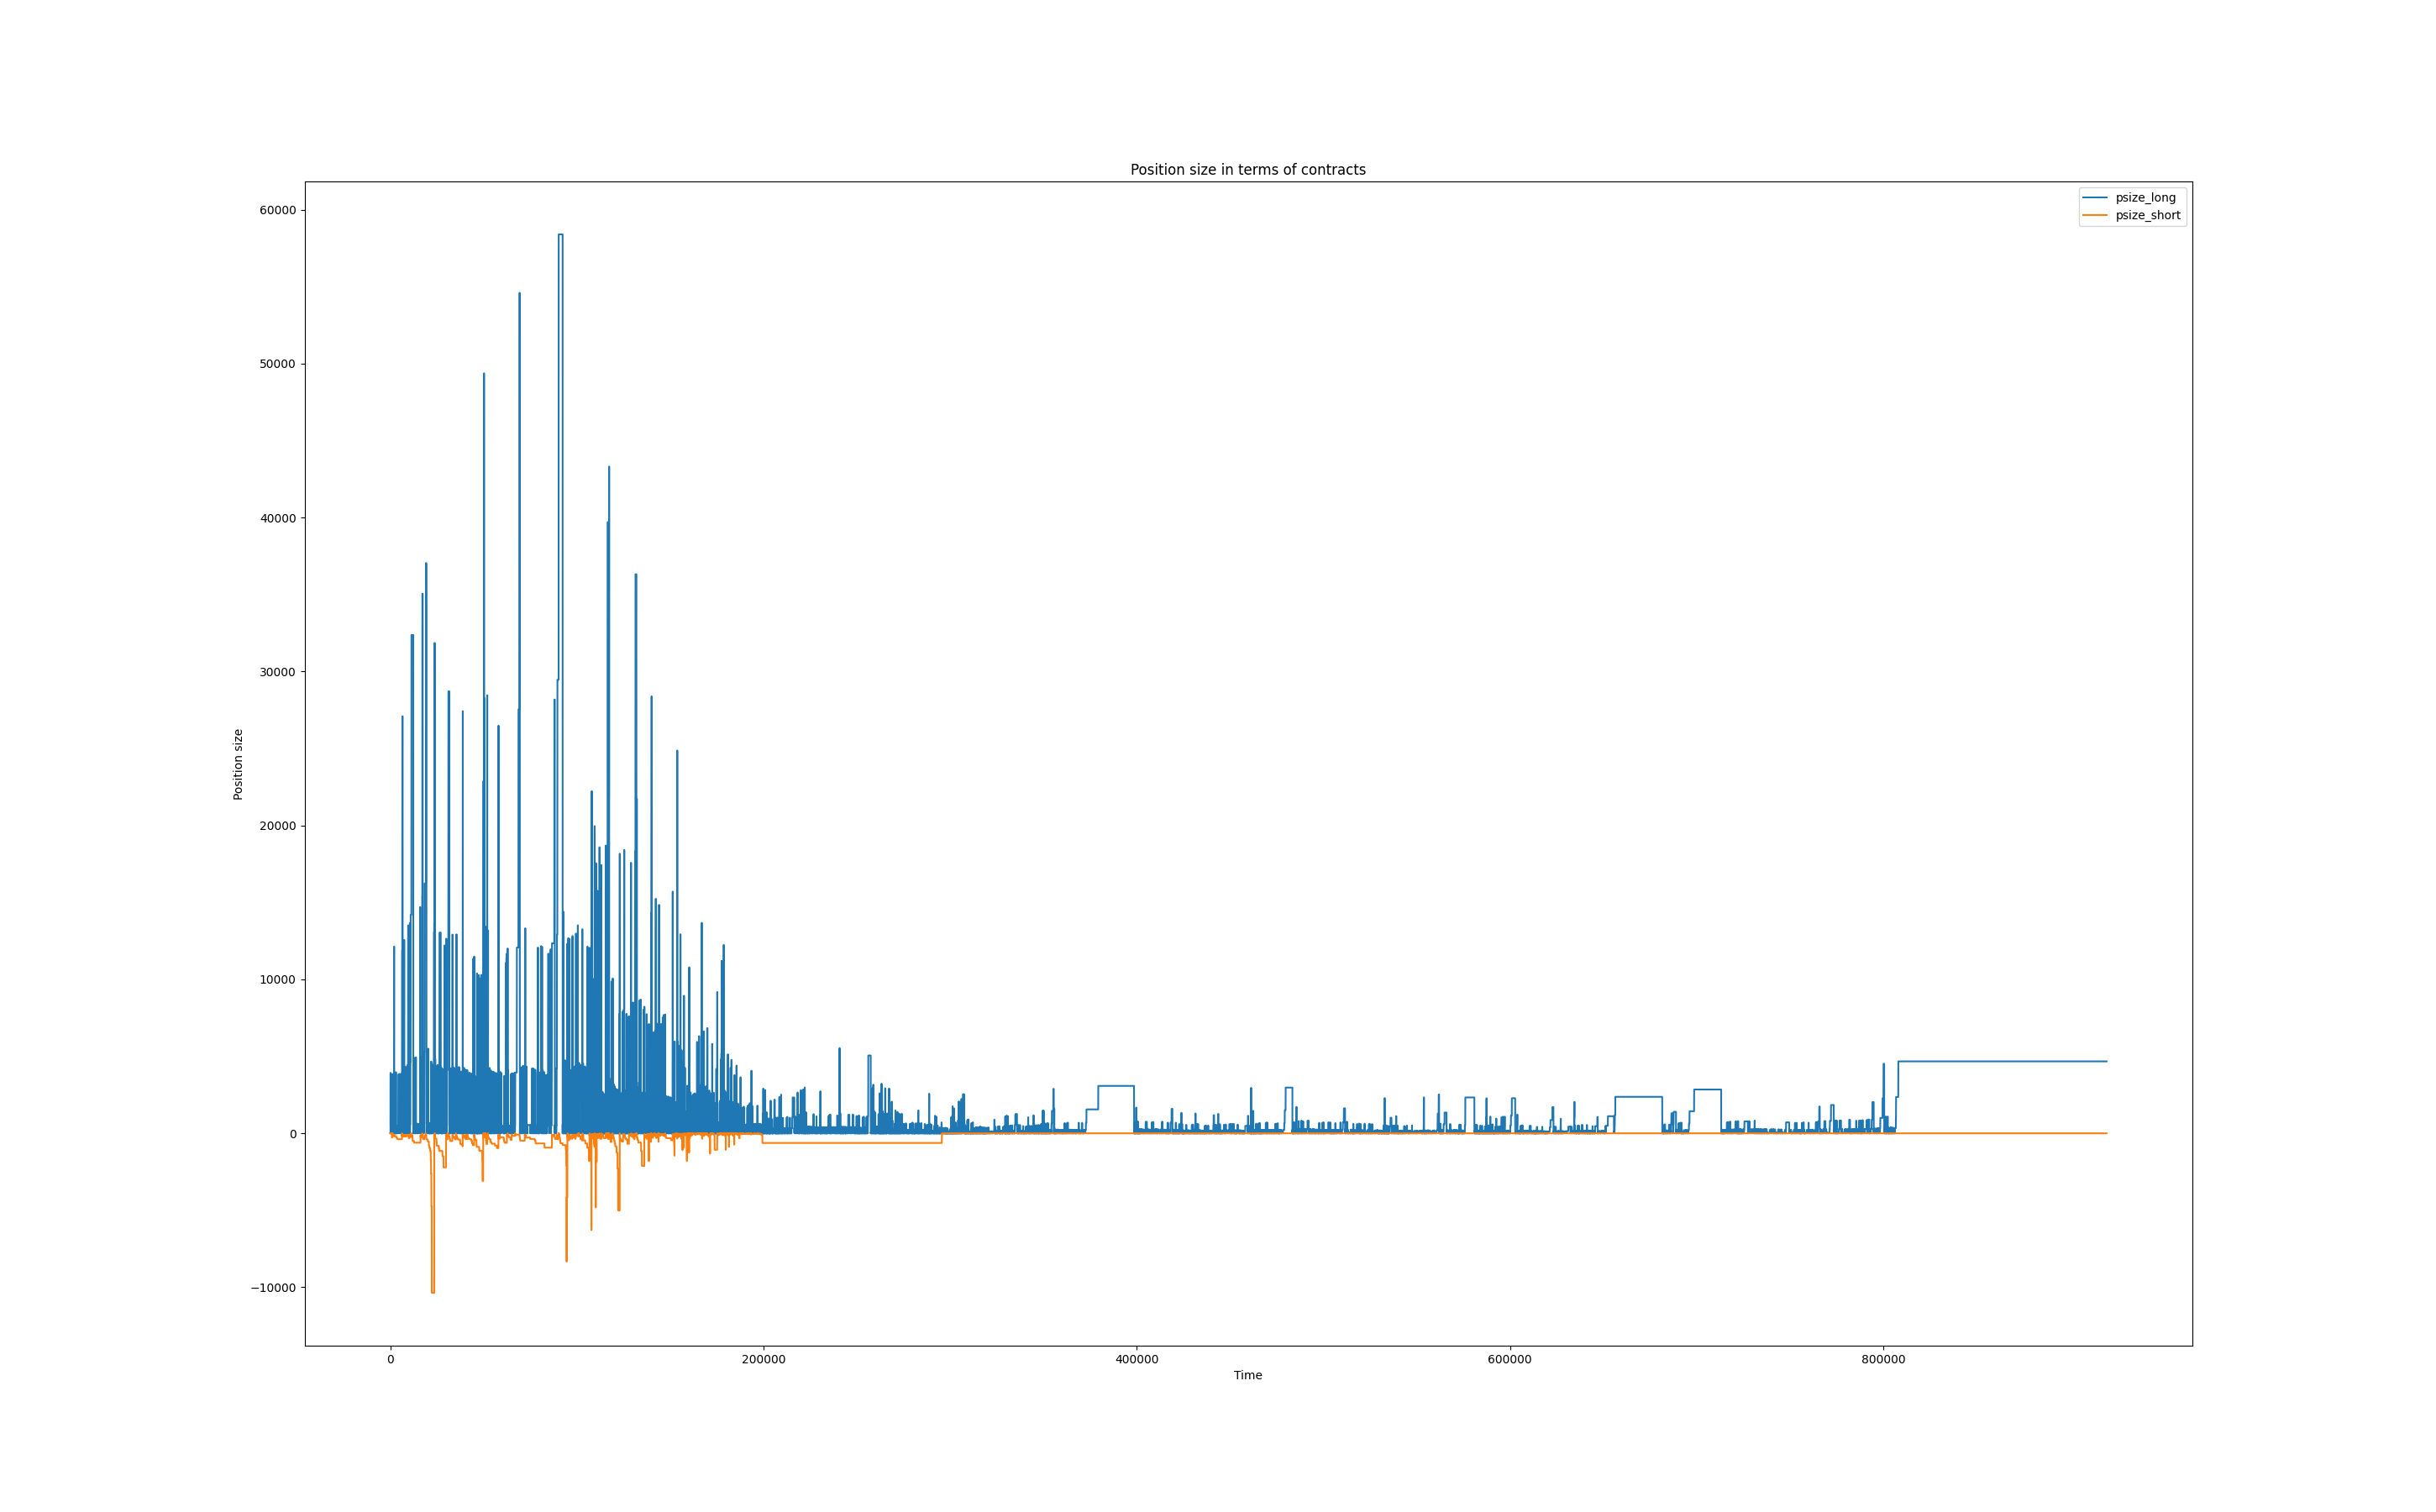 Position size in terms of contracts
psize_long
psize_short
60000
50000
40000
30000
20000
10000
0
−10000
Position size
0
200000
400000
600000
800000
Time